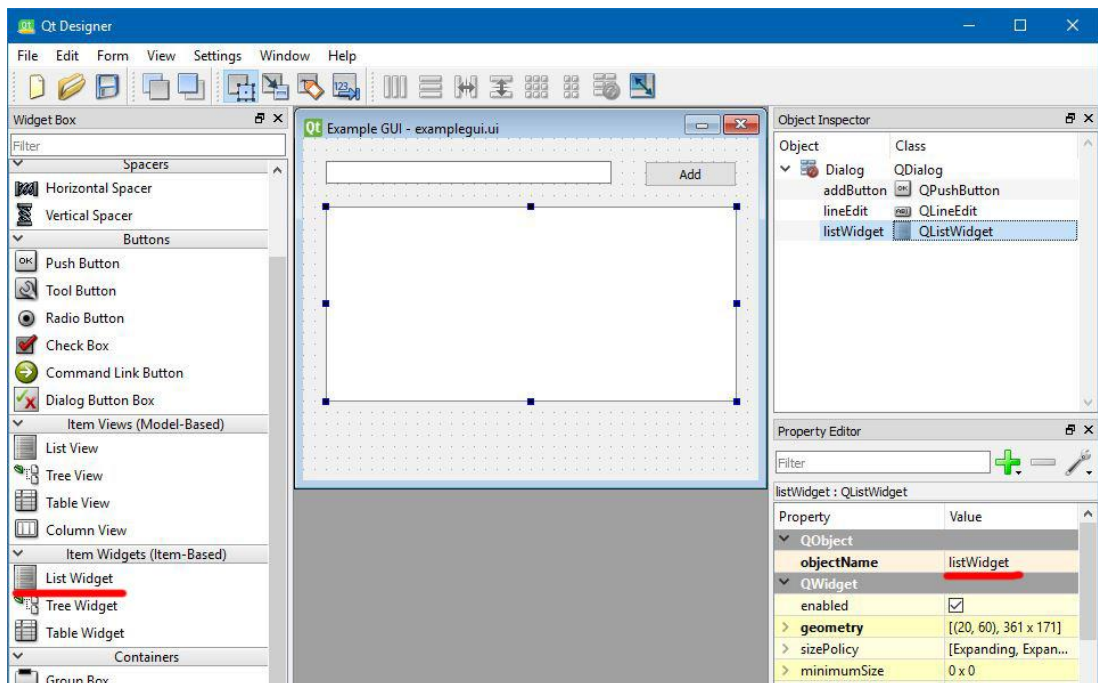 Qt Designer
File Edit Form View Settings Window Help
Widget Box
Filter
Spacers
Horizontal Spacer
Vertical Spacer
Buttons
OK Push Button
Tool Button
Radio Button
Check Box
Command Link Button
Dialog Button Box
Item Views (Model-Based)
List View
Tree View
Table View
Column View
Item Widgets (Item-Based)
List Widget
Tree Widget
Table Widget
Containers
Group Box
Qt Example GUI - examplegui.ui
Add
Object Inspector
Object Class
Dialog QDialog
addButton OK QPushButton
lineEdit QLineEdit
listWidget QListWidget
Property Editor
Filter
listWidget : QListWidget
Property Value
QObject
objectName listWidget
QWidget
enabled
geometry [(20, 60), 361 x 171]
sizePolicy [Expanding, Expan...
minimumSize 0 x 0